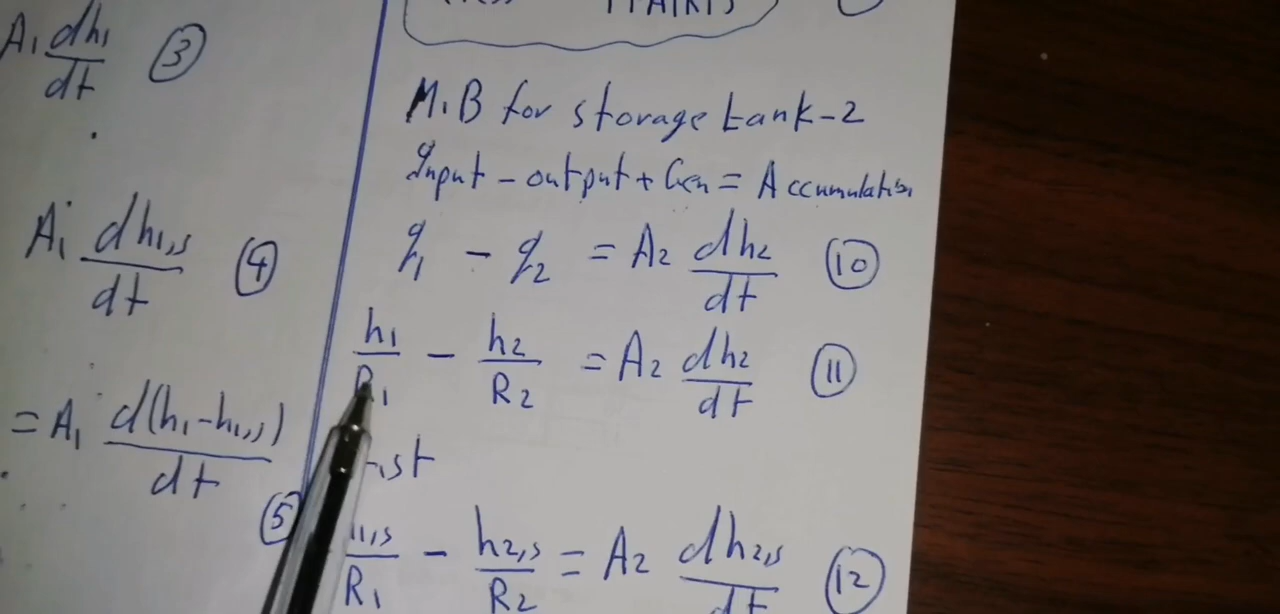 A₁ dh₁/dt ③
A₁ dh₁,s/dt ④
= A₁ d(h₁-h₁,s)/dt
⑤
M.B for storage tank-2
Input - output + Gen = Accumulation
q₁ - q₂ = A₂ dh₂/dt ⑩
h₁/R₁ - h₂/R₂ = A₂ dh₂/dt ⑪
h₁,s/R₁ - h₂,s/R₂ = A₂ dh₂,s/dt ⑫